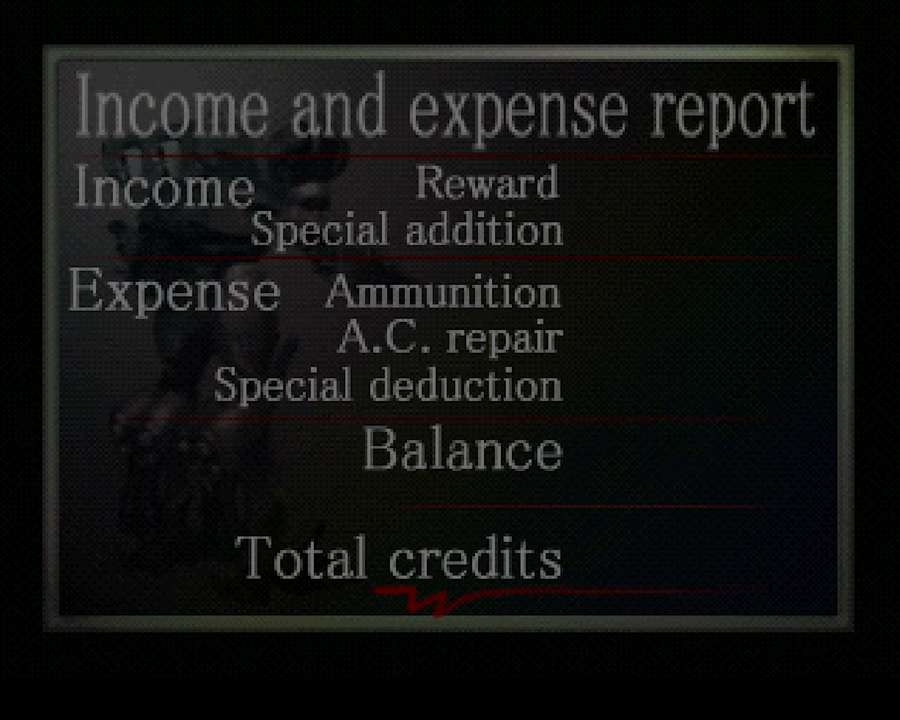 Income and expense report
Income Reward
Special addition
Expense Ammunition
A.C. repair
Special deduction
Balance
Total credits